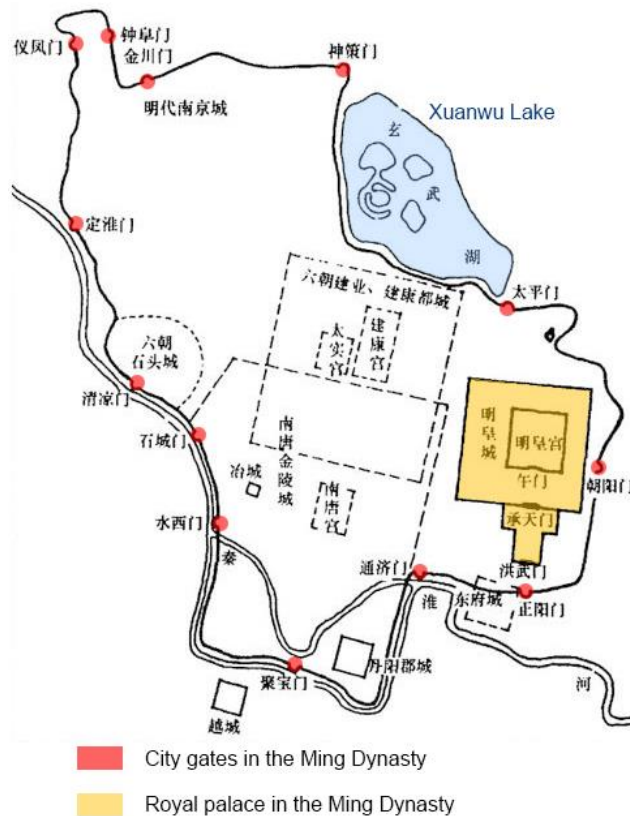 钟阜门
仪凤门
金川门
神策门
明代南京城
Xuanwu Lake
玄
武
湖
定淮门
六朝建业、建康都城
太平门
建康宫
六朝
石头城
清凉门
石城门
南唐金陵城
冶城
南唐宫
明皇城
明皇宫
午门
朝阳门
承天门
水西门
秦
通济门
淮
东府城
洪武门
正阳门
聚宝门
丹阳郡城
河
越城
City gates in the Ming Dynasty
Royal palace in the Ming Dynasty